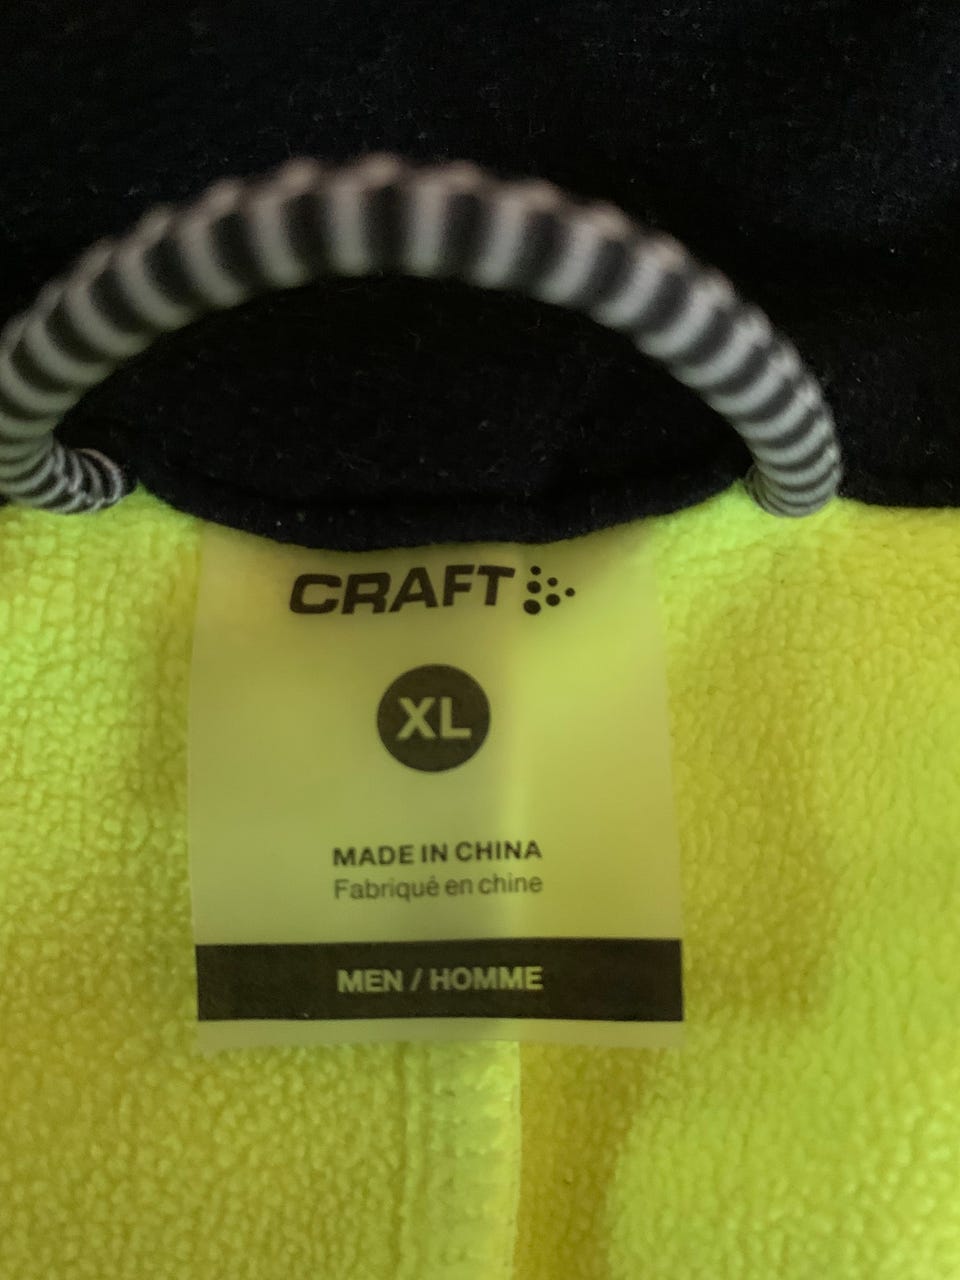 CRAFT
XL
MADE IN CHINA
Fabriqué en chine
MEN / HOMME